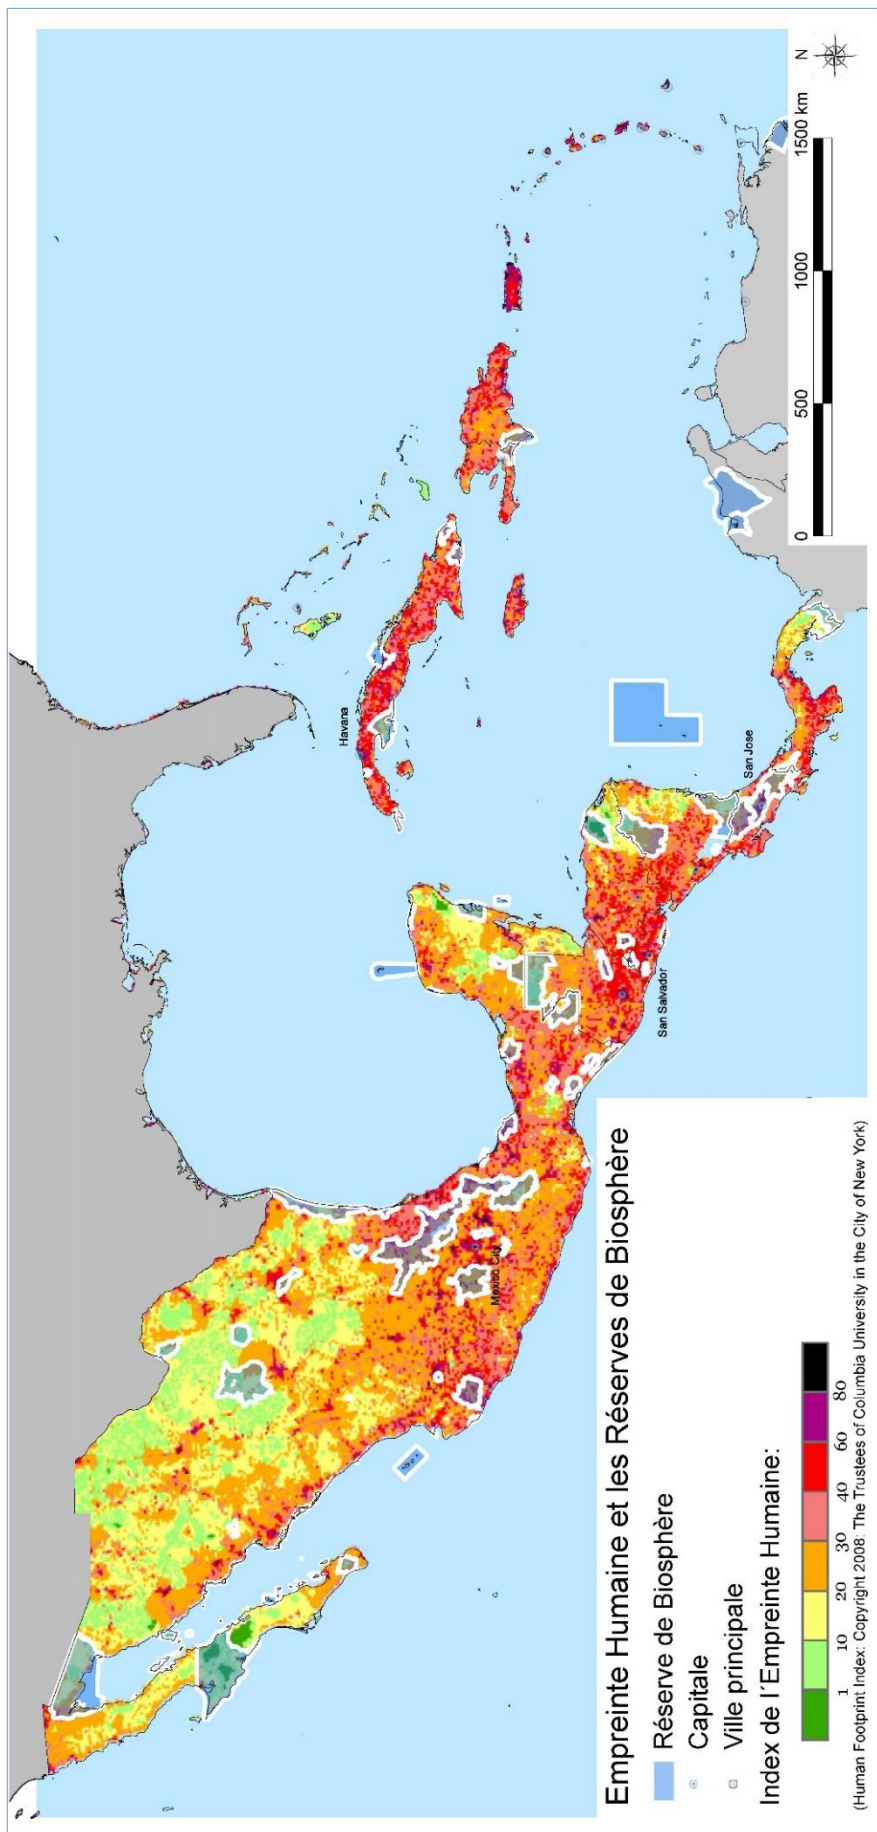 N
0 500 1000 1500 km
Havana
San Jose
San Salvador
Mexico City
Empreinte Humaine et les Réserves de Biosphère
Réserve de Biosphère
Capitale
Ville principale
Index de l´Empreinte Humaine:
1 10 20 30 40 60 80
(Human Footprint Index: Copyright 2008: The Trustees of Columbia University in the City of New York)